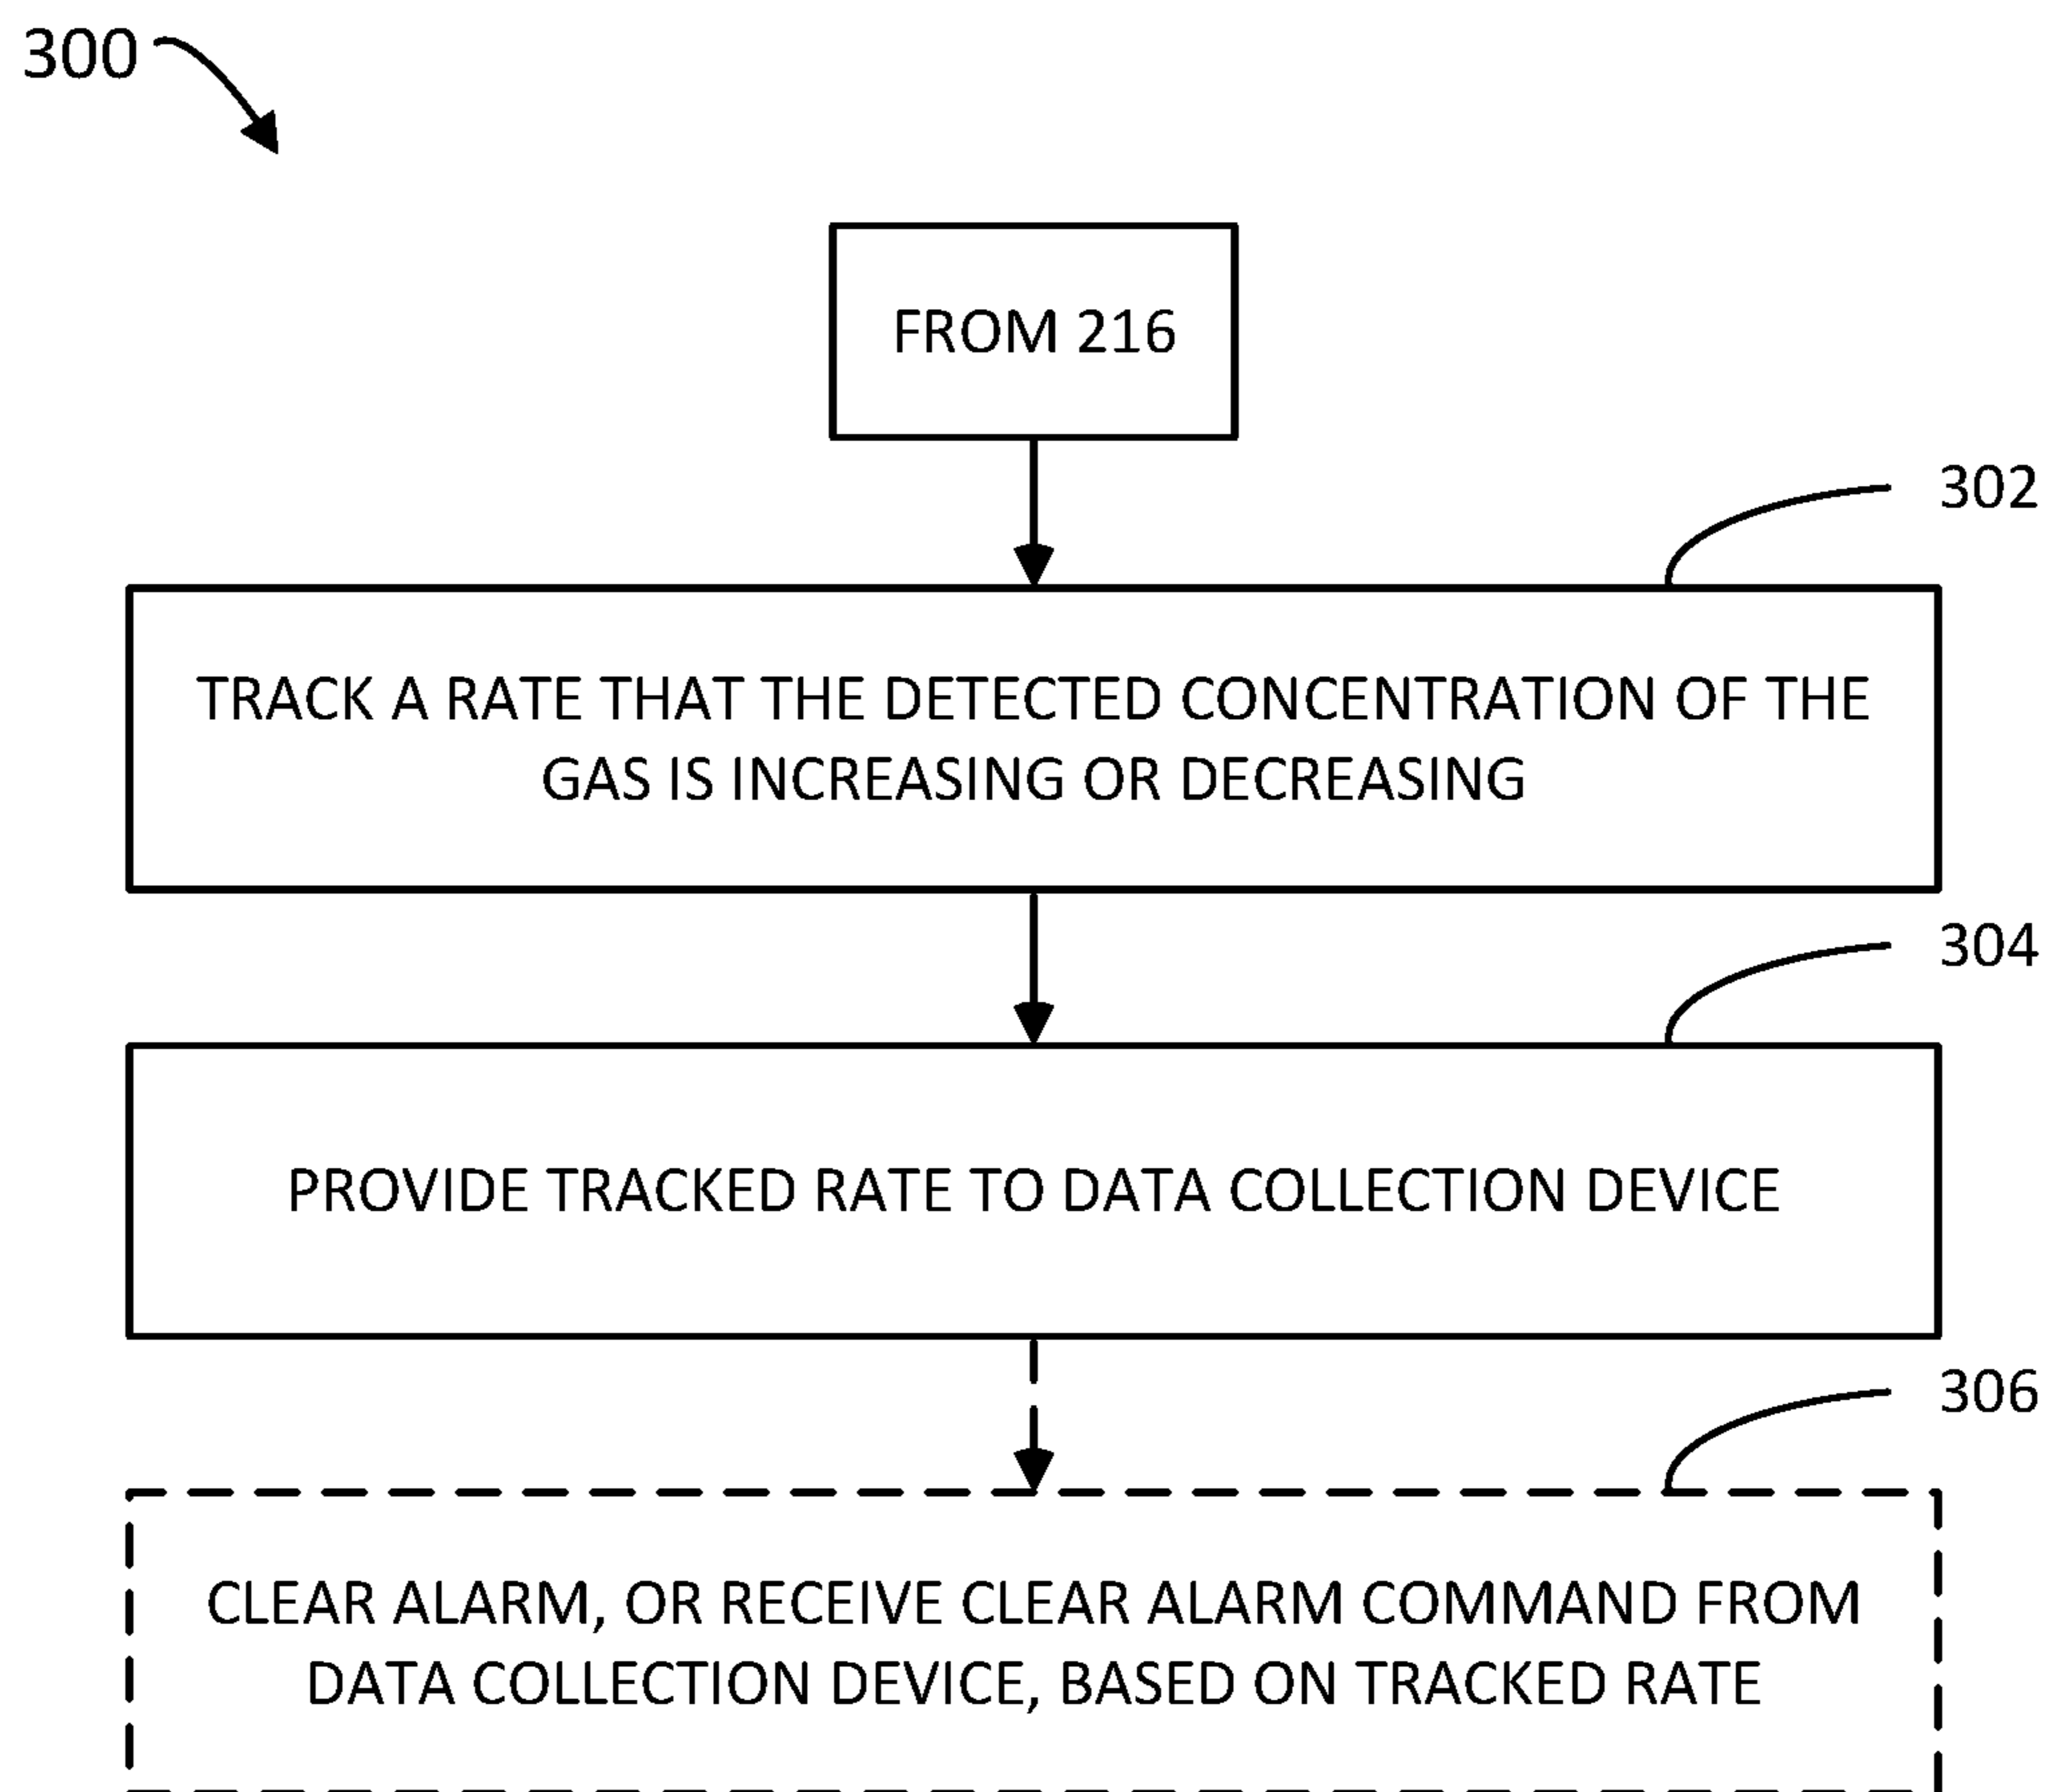 300
FROM 216
302
TRACK A RATE THAT THE DETECTED CONCENTRATION OF THE
GAS IS INCREASING OR DECREASING
304
PROVIDE TRACKED RATE TO DATA COLLECTION DEVICE
306
CLEAR ALARM, OR RECEIVE CLEAR ALARM COMMAND FROM
DATA COLLECTION DEVICE, BASED ON TRACKED RATE